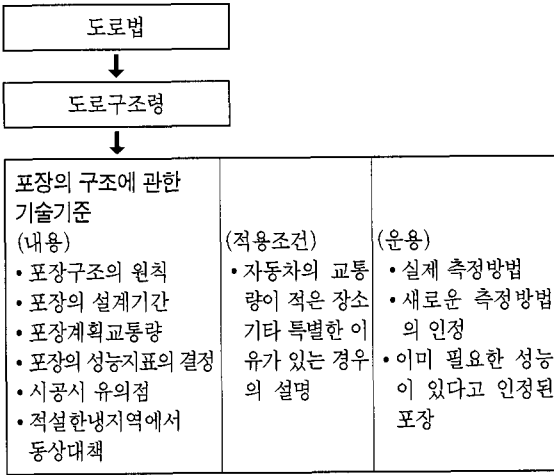 도로법
도로구조령
포장의 구조에 관한
기술기준
(내용)
• 포장구조의 원칙
• 포장의 설계기간
• 포장계획교통량
• 포장의 성능지표의 결정
• 시공시 유의점
• 적설한냉지역에서
동상대책
(적용조건)
• 자동차의 교통
량이 적은 장소
기타 특별한 이
유가 있는 경우
의 설명
(운용)
• 실제 측정방법
• 새로운 측정방법
의 인정
• 이미 필요한 성능
이 있다고 인정된
포장